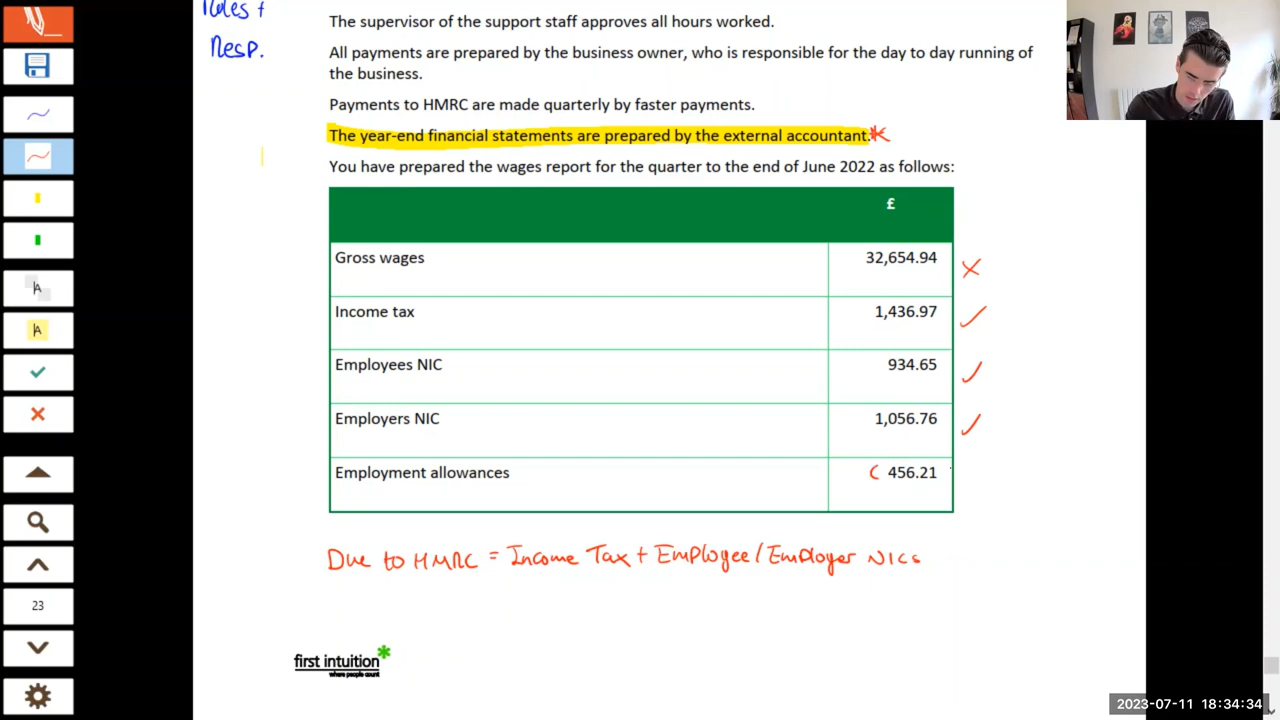 Roles +
Resp.
The supervisor of the support staff approves all hours worked.
All payments are prepared by the business owner, who is responsible for the day to day running of
the business.
Payments to HMRC are made quarterly by faster payments.
The year-end financial statements are prepared by the external accountant.*
You have prepared the wages report for the quarter to the end of June 2022 as follows:
£
Gross wages 32,654.94
Income tax 1,436.97
Employees NIC 934.65
Employers NIC 1,056.76
Employment allowances ( 456.21
Due to HMRC = Income Tax + Employee/Employer NICs
23
first intuition
where people count
2023-07-11 18:34:34